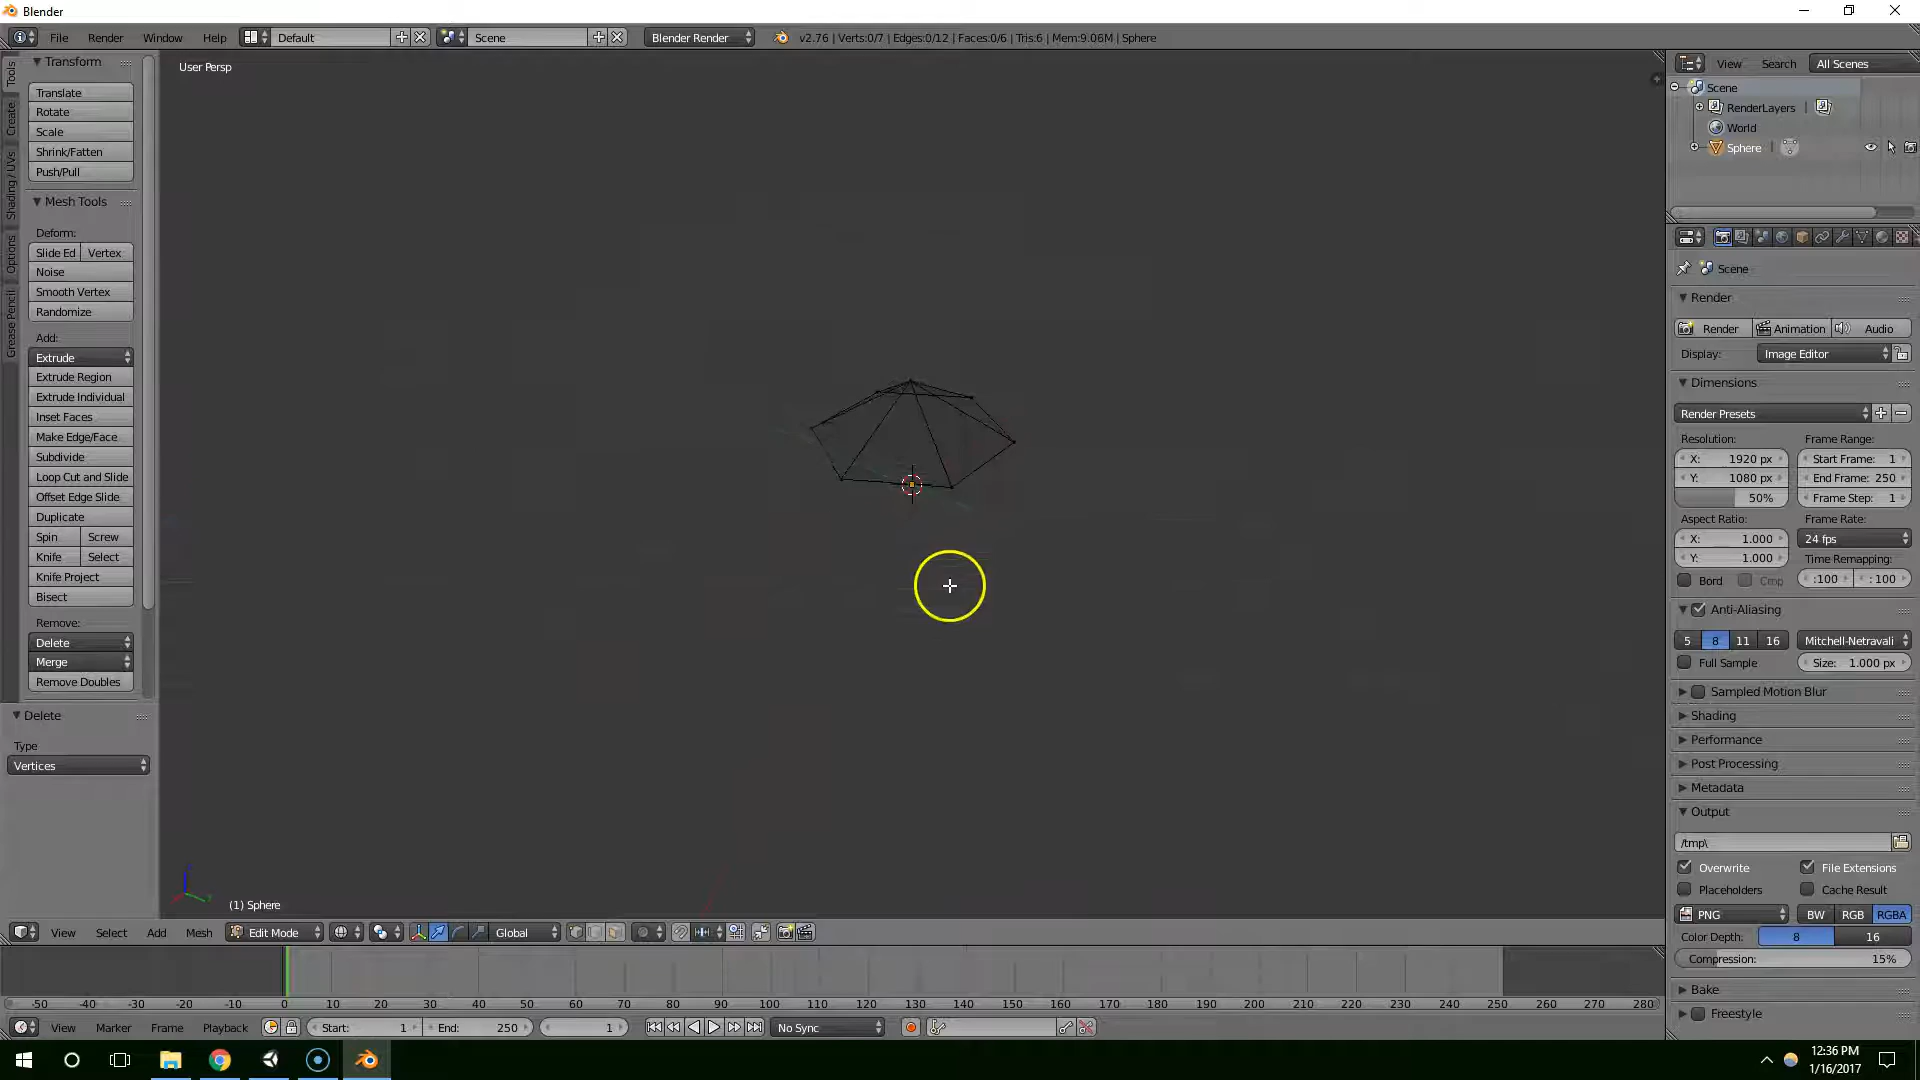 Blender
File Render Window Help Default Scene Blender Render v2.76 | Verts:0/7 | Edges:0/12 | Faces:0/6 | Tris:6 | Mem:9.06M | Sphere
Tools
Create
Shading / UVs
Options
Grease Pencil
Transform
Translate
Rotate
Scale
Shrink/Fatten
Push/Pull
Mesh Tools
Deform:
Slide Ed Vertex
Noise
Smooth Vertex
Randomize
Add:
Extrude
Extrude Region
Extrude Individual
Inset Faces
Make Edge/Face
Subdivide
Loop Cut and Slide
Offset Edge Slide
Duplicate
Spin Screw
Knife Select
Knife Project
Bisect
Remove:
Delete
Merge
Remove Doubles
Delete
Type
Vertices
User Persp
(1) Sphere
View Select Add Mesh Edit Mode Global
-50 -40 -30 -20 -10 0 10 20 30 40 50 60 70 80 90 100 110 120 130 140 150 160 170 180 190 200 210 220 230 240 250 260 270 280
View Marker Frame Playback Start: 1 End: 250 1 No Sync
View Search All Scenes
Scene
RenderLayers |
World
Sphere |
Scene
Render
Render Animation Audio
Display: Image Editor
Dimensions
Render Presets
Resolution: Frame Range:
X: 1920 px Start Frame: 1
Y: 1080 px End Frame: 250
50% Frame Step: 1
Aspect Ratio: Frame Rate:
X: 1.000 24 fps
Y: 1.000 Time Remapping:
Bord Crop :100 :100
Anti-Aliasing
5 8 11 16 Mitchell-Netravali
Full Sample Size: 1.000 px
Sampled Motion Blur
Shading
Performance
Post Processing
Metadata
Output
/tmp\
Overwrite File Extensions
Placeholders Cache Result
PNG BW RGB RGBA
Color Depth: 8 16
Compression: 15%
Bake
Freestyle
12:36 PM
1/16/2017